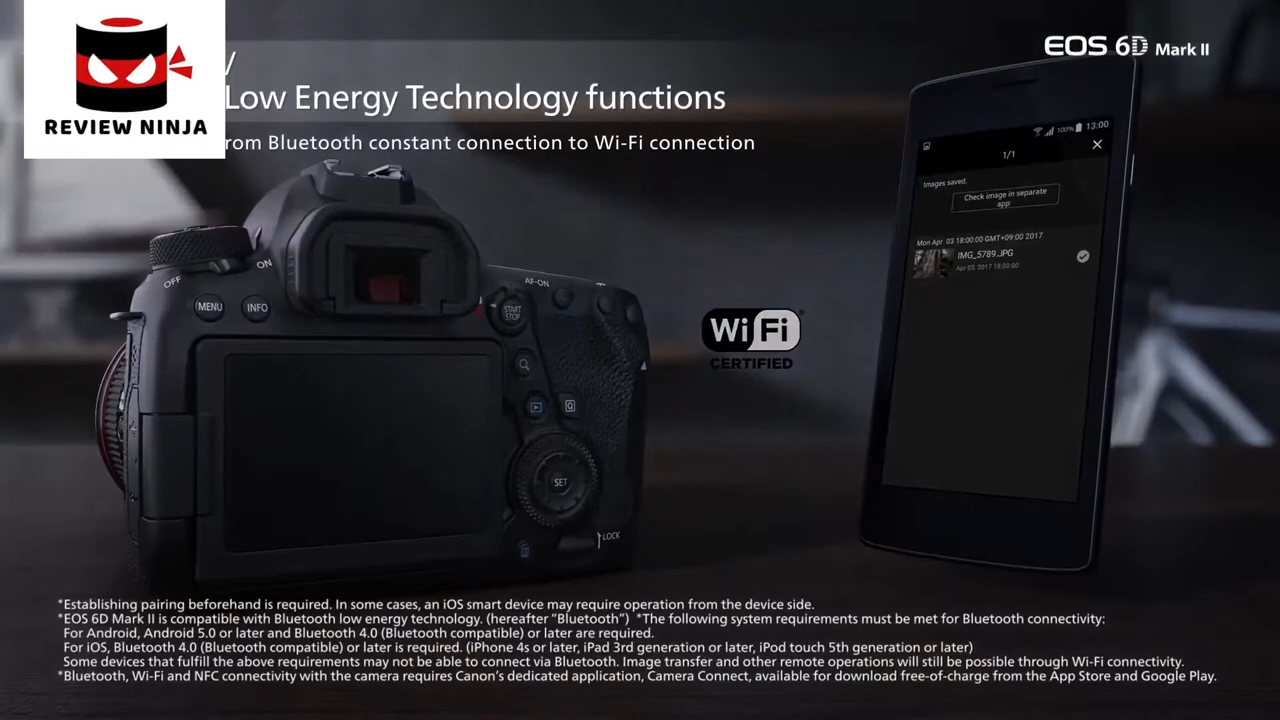 REVIEW NINJA
EOS 6D Mark II
/
Low Energy Technology functions
rom Bluetooth constant connection to Wi-Fi connection
100% 13:00
1/1
Images saved.
Check image in separate
app
Mon Apr 03 18:00:00 GMT+09:00 2017
IMG_5789.JPG
Apr 03, 2017 18:00:00
OFF
ON
MENU
INFO
AF-ON
START
STOP
Q
SET
LOCK
Wi Fi
CERTIFIED
*Establishing pairing beforehand is required. In some cases, an iOS smart device may require operation from the device side.
*EOS 6D Mark II is compatible with Bluetooth low energy technology. (hereafter "Bluetooth") *The following system requirements must be met for Bluetooth connectivity:
For Android, Android 5.0 or later and Bluetooth 4.0 (Bluetooth compatible) or later are required.
For iOS, Bluetooth 4.0 (Bluetooth compatible) or later is required. (iPhone 4s or later, iPad 3rd generation or later, iPod touch 5th generation or later)
Some devices that fulfill the above requirements may not be able to connect via Bluetooth. Image transfer and other remote operations will still be possible through Wi-Fi connectivity.
*Bluetooth, Wi-Fi and NFC connectivity with the camera requires Canon's dedicated application, Camera Connect, available for download free-of-charge from the App Store and Google Play.